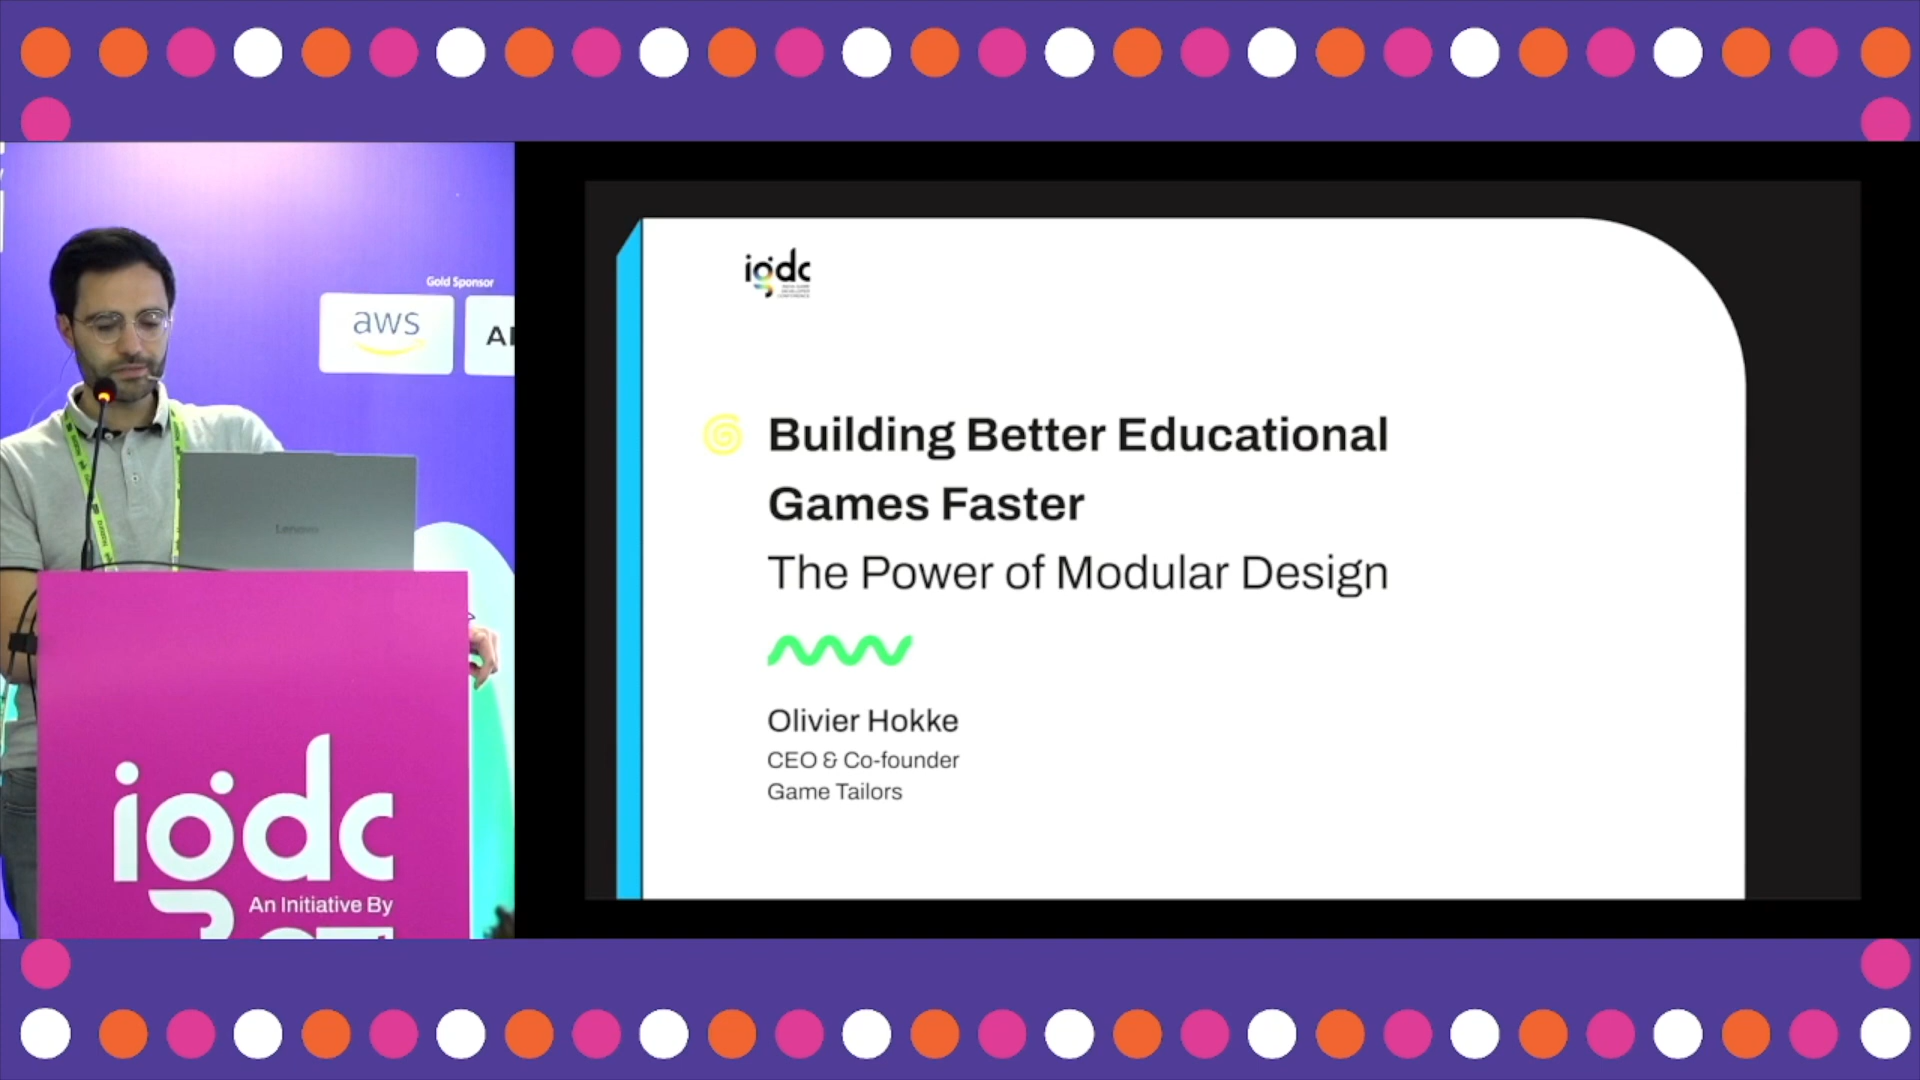 Gold Sponsor
aws
Lenovo
igdc
An Initiative By
igdc
Building Better Educational
Games Faster
The Power of Modular Design
Olivier Hokke
CEO & Co-founder
Game Tailors